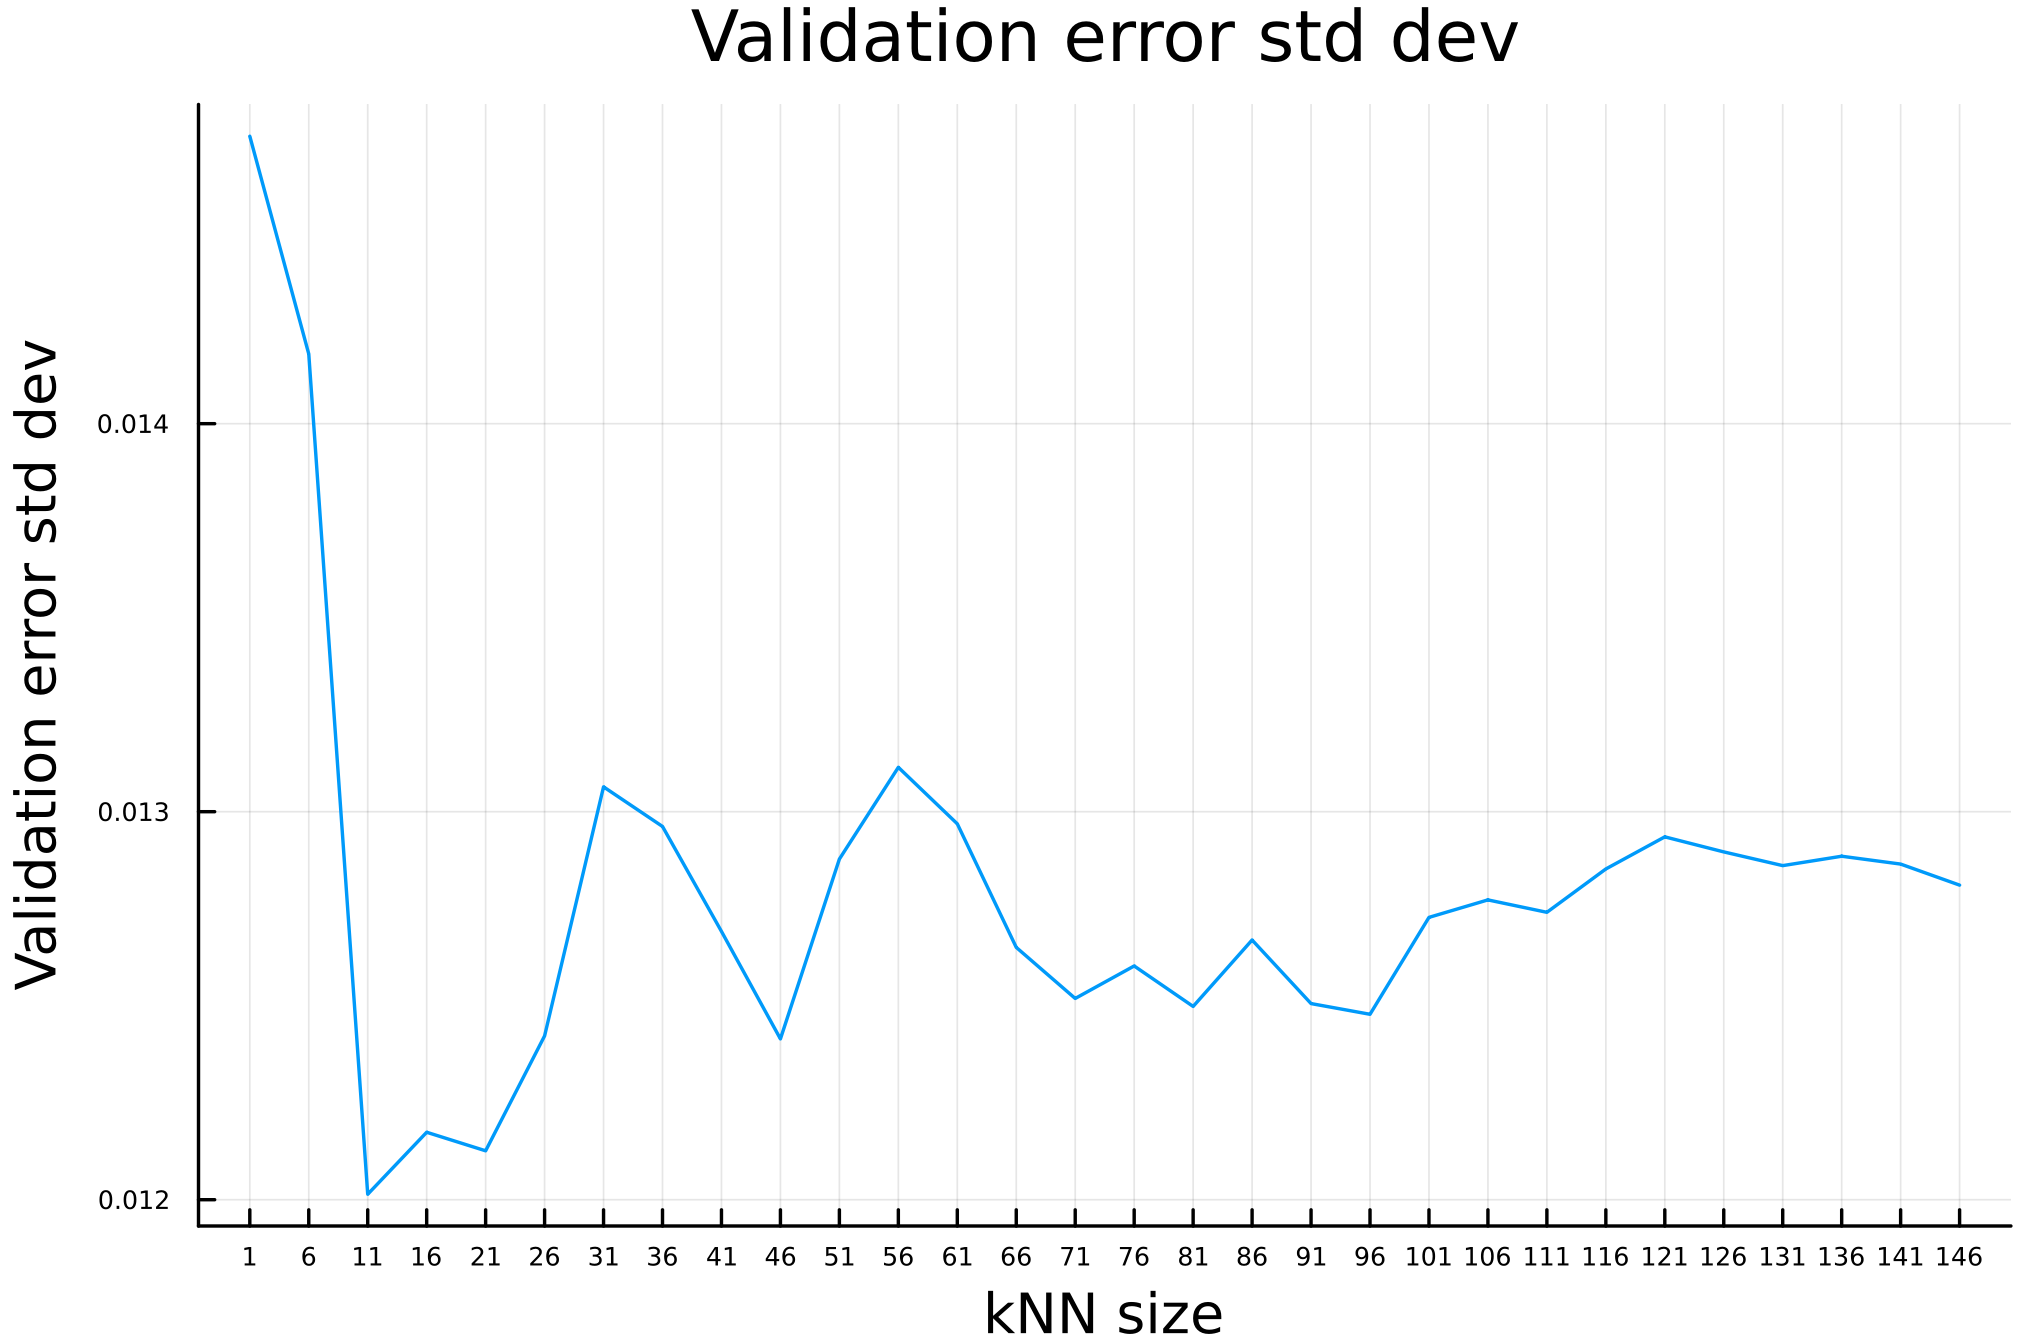 Validation error std dev
Validation error std dev
0.014
0.013
0.012
1 6 11 16 21 26 31 36 41 46 51 56 61 66 71 76 81 86 91 96 101 106 111 116 121 126 131 136 141 146
kNN size